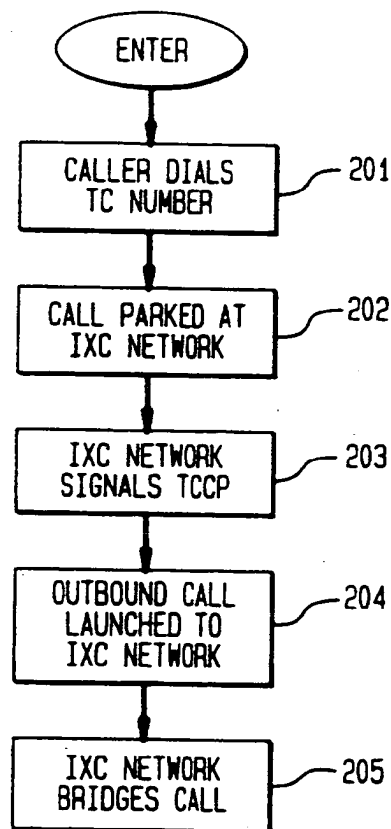 ENTER
CALLER DIALS
TC NUMBER
201
CALL PARKED AT
IXC NETWORK
202
IXC NETWORK
SIGNALS TCCP
203
OUTBOUND CALL
LAUNCHED TO
IXC NETWORK
204
IXC NETWORK
BRIDGES CALL
205